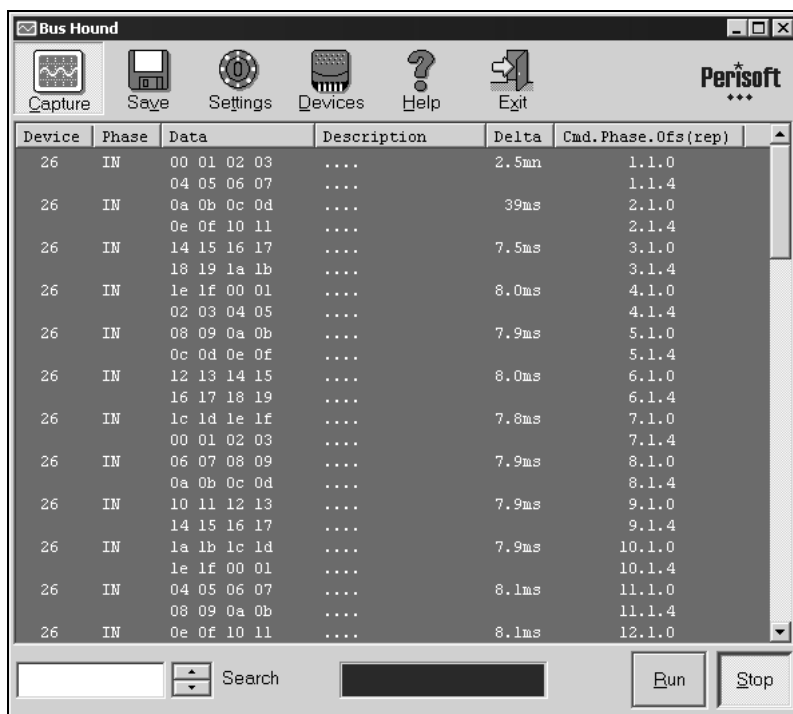 Bus Hound
Capture Save Settings Devices Help Exit Perisoft
Device Phase Data Description Delta Cmd.Phase.Ofs(rep)
26 IN 00 01 02 03 .... 2.5mn 1.1.0
04 05 06 07 .... 1.1.4
26 IN 0a 0b 0c 0d .... 39ms 2.1.0
0e 0f 10 11 .... 2.1.4
26 IN 14 15 16 17 .... 7.5ms 3.1.0
18 19 1a 1b .... 3.1.4
26 IN 1e 1f 00 01 .... 8.0ms 4.1.0
02 03 04 05 .... 4.1.4
26 IN 08 09 0a 0b .... 7.9ms 5.1.0
0c 0d 0e 0f .... 5.1.4
26 IN 12 13 14 15 .... 8.0ms 6.1.0
16 17 18 19 .... 6.1.4
26 IN 1c 1d 1e 1f .... 7.8ms 7.1.0
00 01 02 03 .... 7.1.4
26 IN 06 07 08 09 .... 7.9ms 8.1.0
0a 0b 0c 0d .... 8.1.4
26 IN 10 11 12 13 .... 7.9ms 9.1.0
14 15 16 17 .... 9.1.4
26 IN 1a 1b 1c 1d .... 7.9ms 10.1.0
1e 1f 00 01 .... 10.1.4
26 IN 04 05 06 07 .... 8.1ms 11.1.0
08 09 0a 0b .... 11.1.4
26 IN 0e 0f 10 11 .... 8.1ms 12.1.0
Search Run Stop